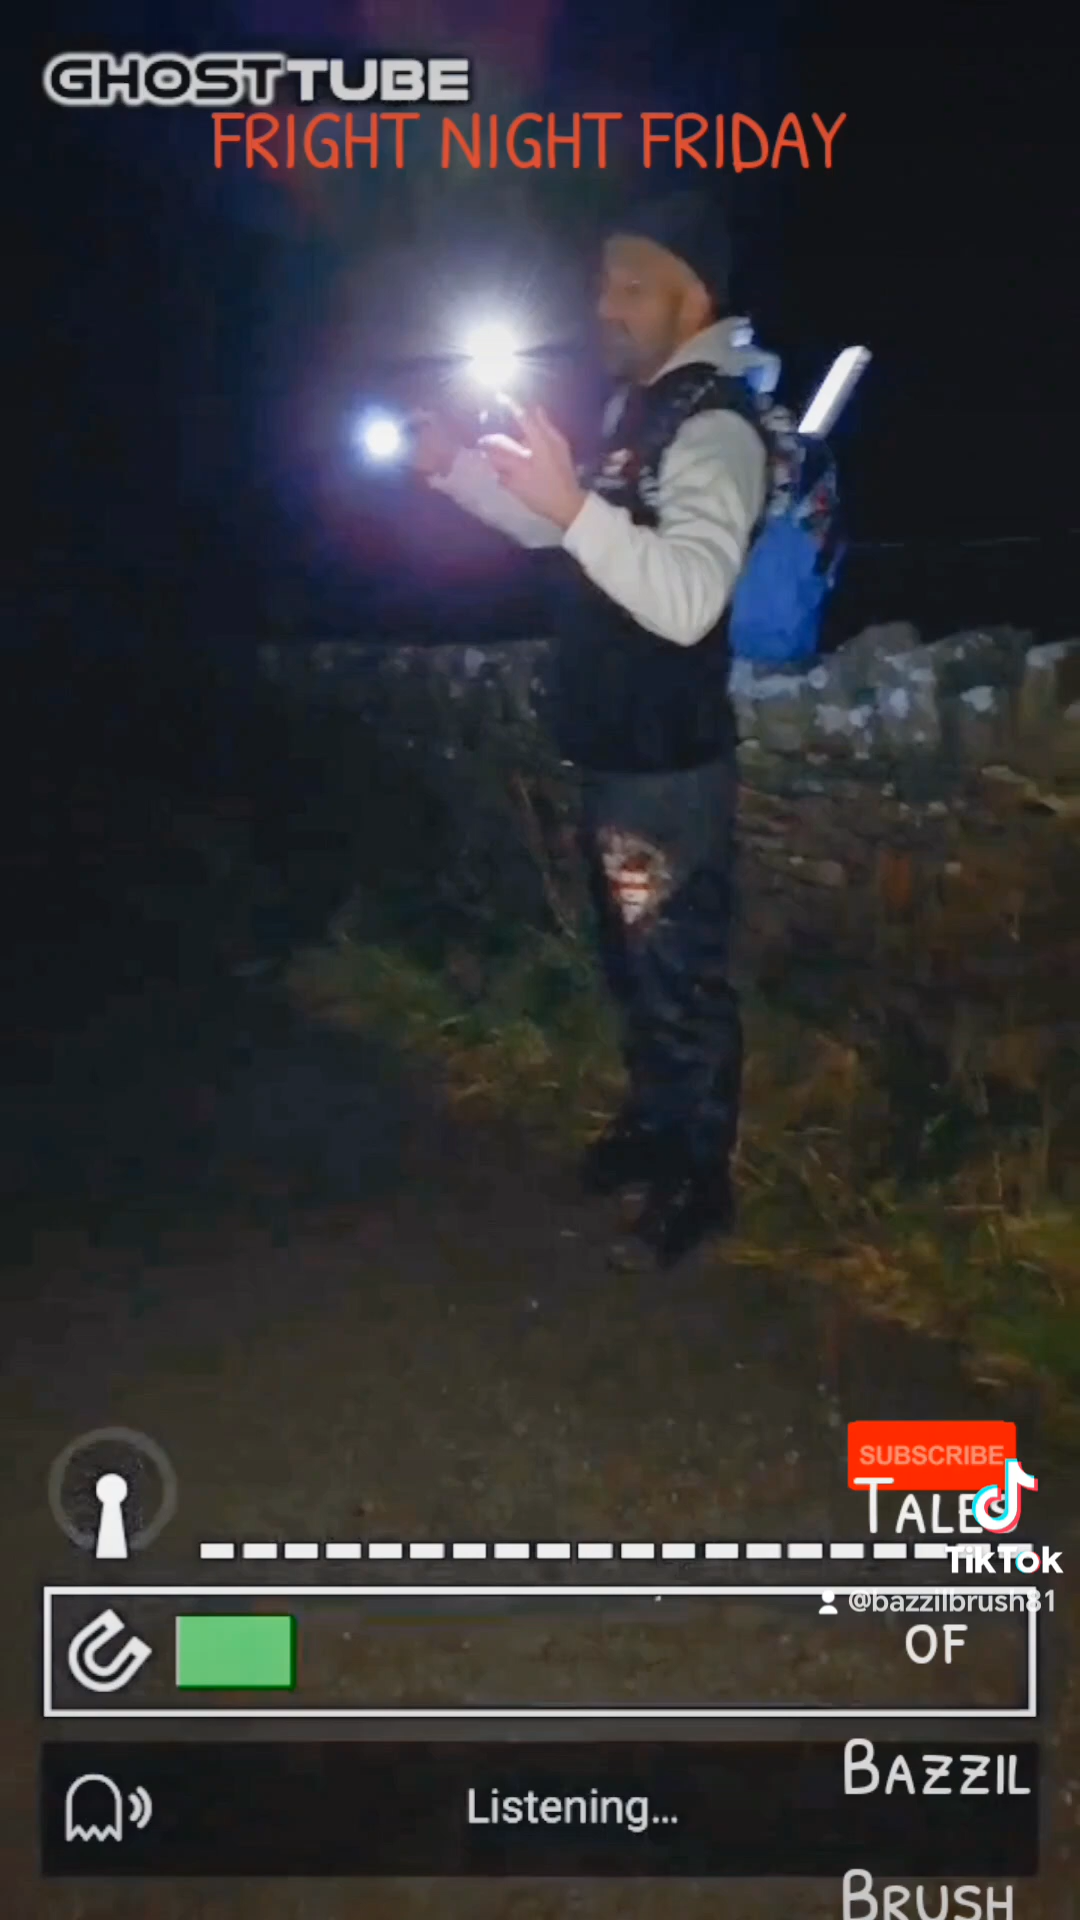 GHOSTTUBE
FRIGHT NIGHT FRIDAY
SUBSCRIBE
TALES
TikTok
@bazzilbrush81
OF
Listening...
BAZZIL
BRUSH